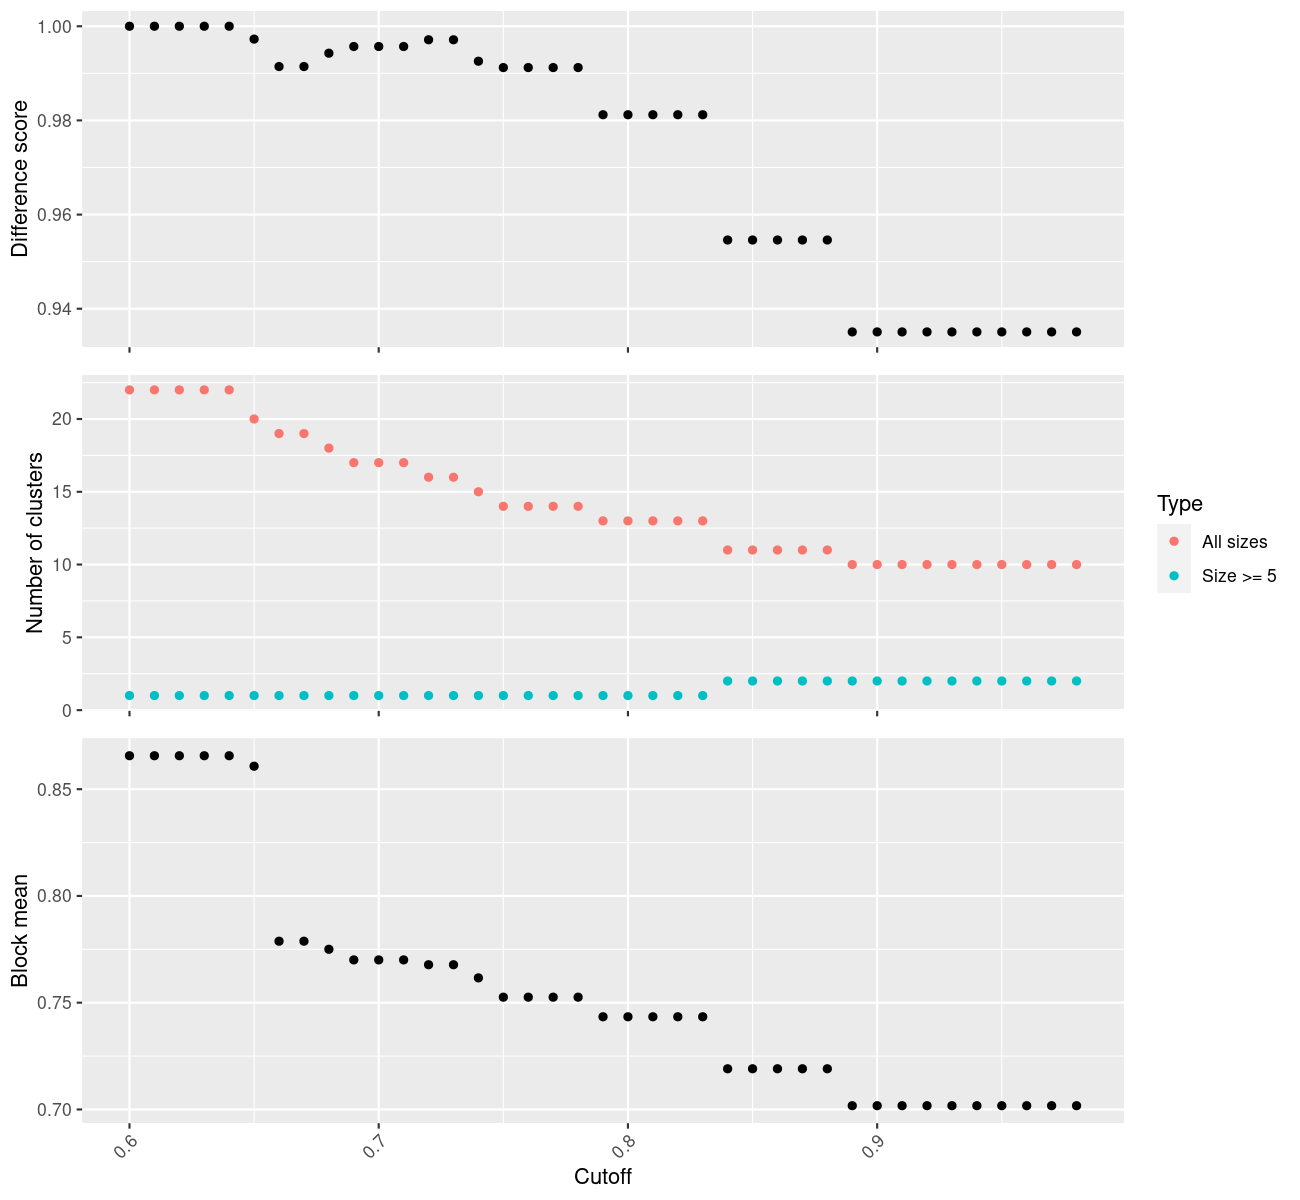 1.00
0.98
0.96
0.94
Difference score
20
15
10
5
0
Number of clusters
Type
All sizes
Size >= 5
0.85
0.80
0.75
0.70
Block mean
0.6
0.7
0.8
0.9
Cutoff